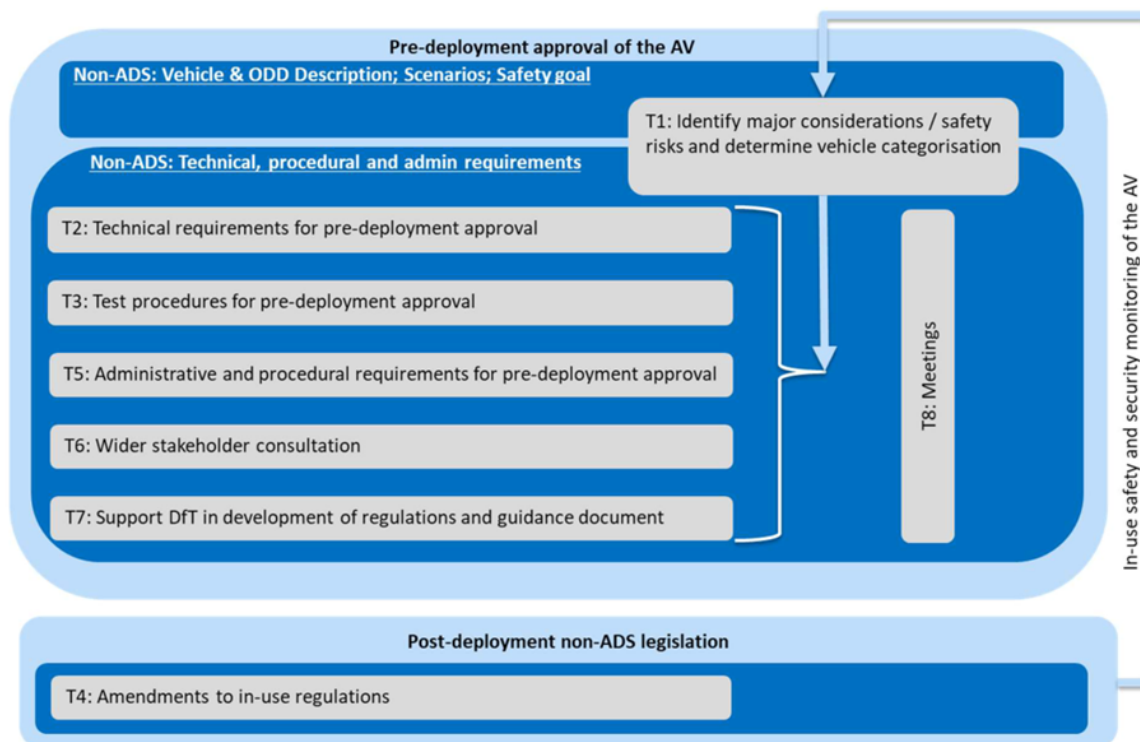 Pre-deployment approval of the AV
Non-ADS: Vehicle & ODD Description; Scenarios; Safety goal
T1: Identify major considerations / safety
risks and determine vehicle categorisation
Non-ADS: Technical, procedural and admin requirements
T2: Technical requirements for pre-deployment approval
T3: Test procedures for pre-deployment approval
T5: Administrative and procedural requirements for pre-deployment approval
T6: Wider stakeholder consultation
T7: Support DfT in development of regulations and guidance document
T8: Meetings
In-use safety and security monitoring of the AV
Post-deployment non-ADS legislation
T4: Amendments to in-use regulations